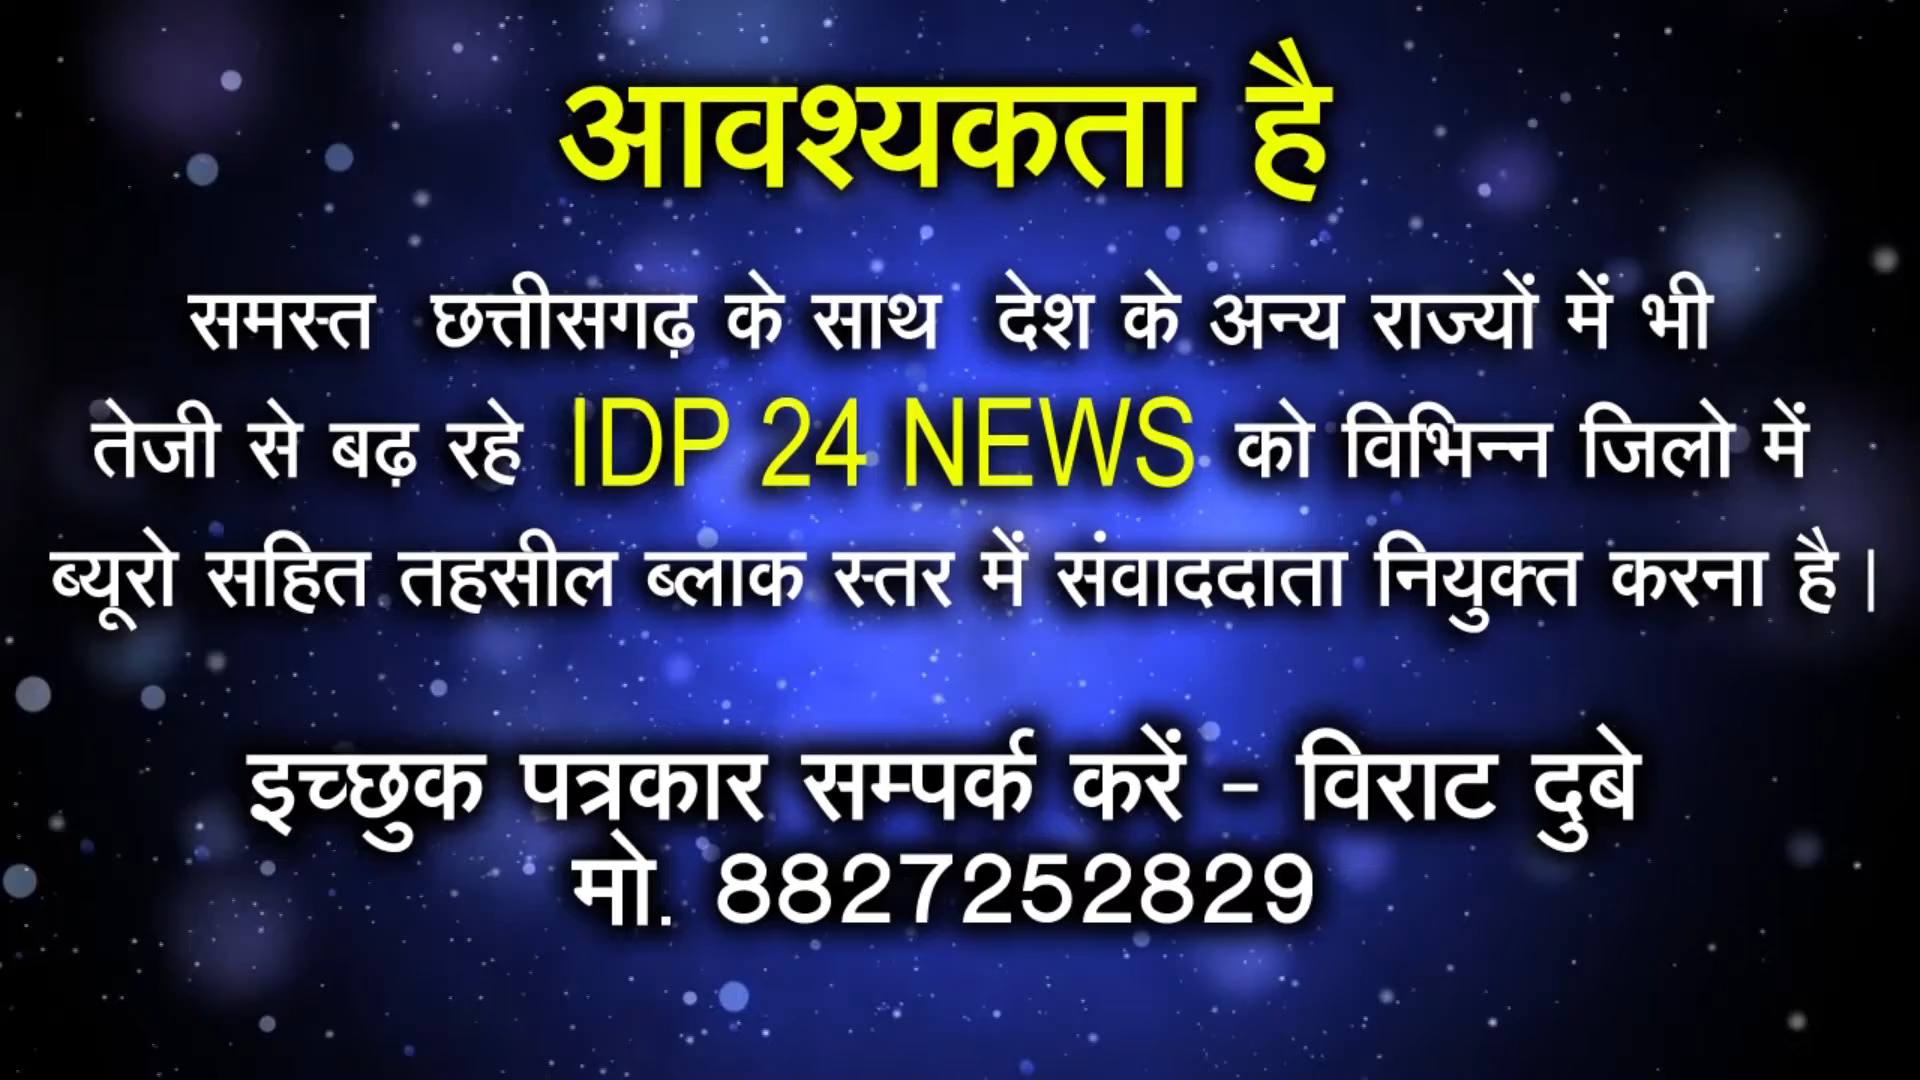 आवश्यकता है
समस्त छत्तीसगढ़ के साथ देश के अन्य राज्यों में भी
तेजी से बढ़ रहे IDP 24 NEWS को विभिन्न जिलो में
ब्यूरो सहित तहसील ब्लाक स्तर में संवाददाता नियुक्त करना है।
इच्छुक पत्रकार सम्पर्क करें - विराट दुबे
मो. 8827252829